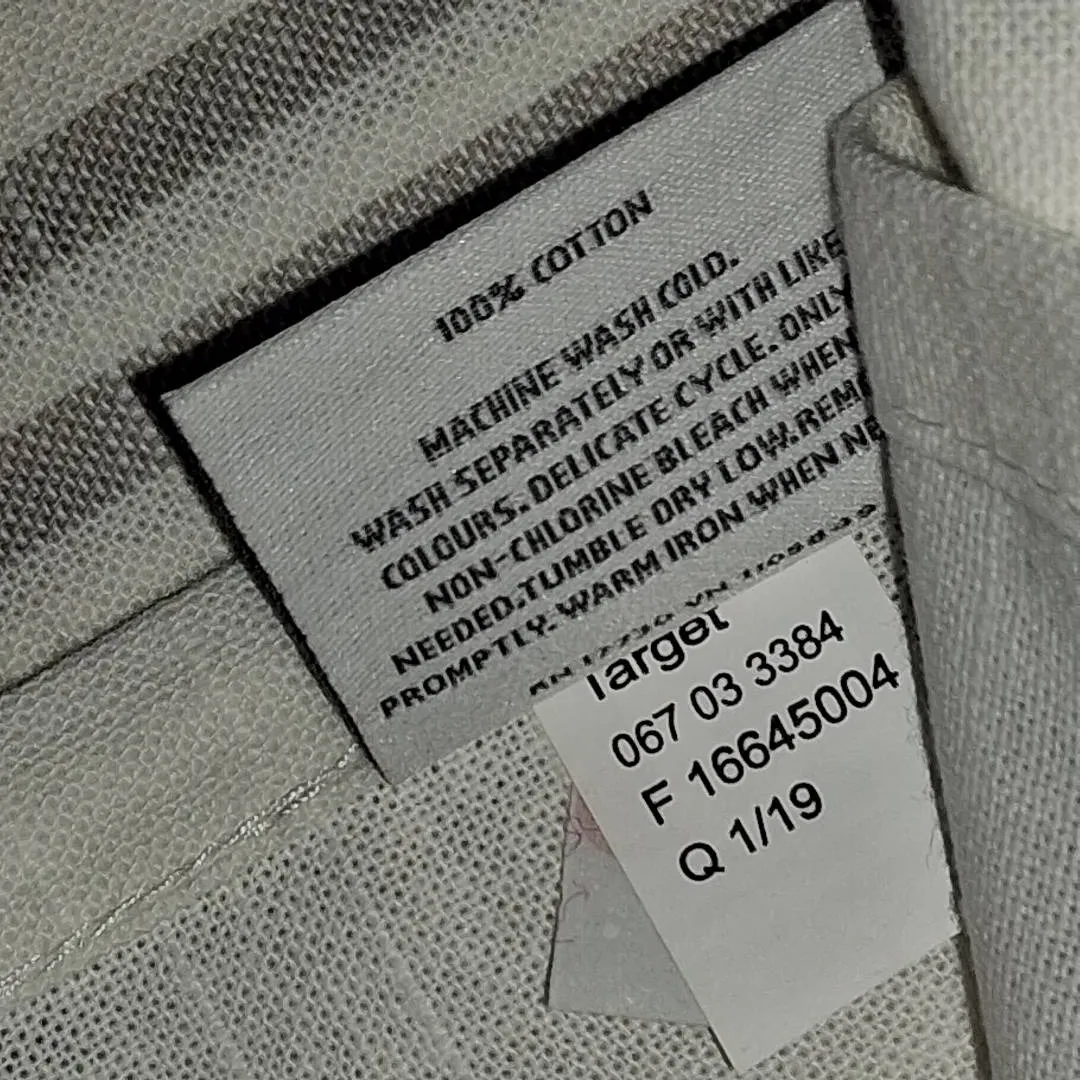 100% COTTON
MACHINE WASH COLD.
WASH SEPARATELY OR WITH LIKE
COLOURS. DELICATE CYCLE. ONLY
NON-CHLORINE BLEACH WHEN
NEEDED.TUMBLE DRY LOW.REM
PROMPTLY. WARM IRON WHEN NE
Target
067 03 3384
F 16645004
Q 1/19